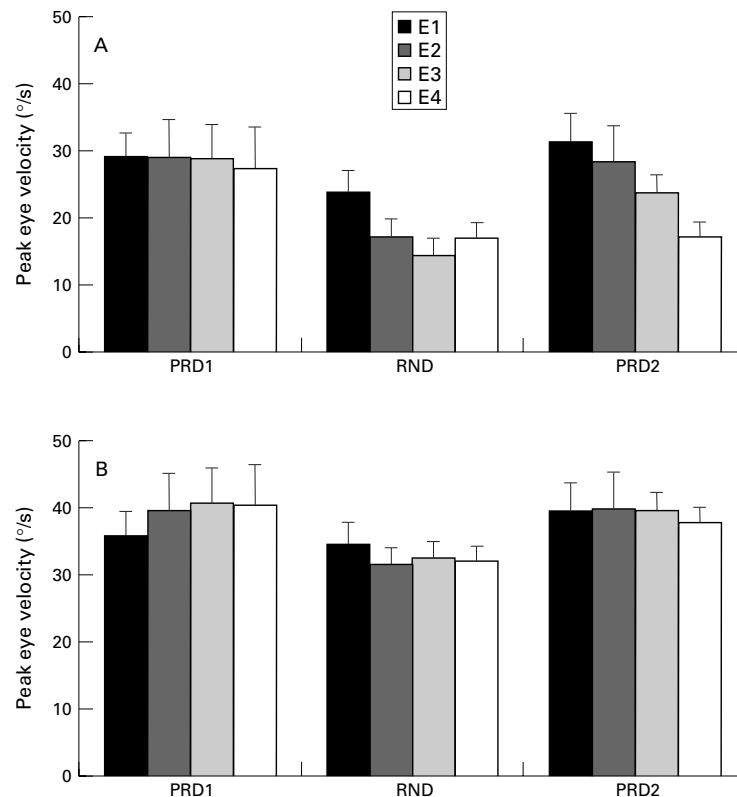 50
A
E1
E2
E3
E4
40
30
20
10
0
Peak eye velocity (°/s)
PRD1 RND PRD2
50
B
40
30
20
10
0
Peak eye velocity (°/s)
PRD1 RND PRD2